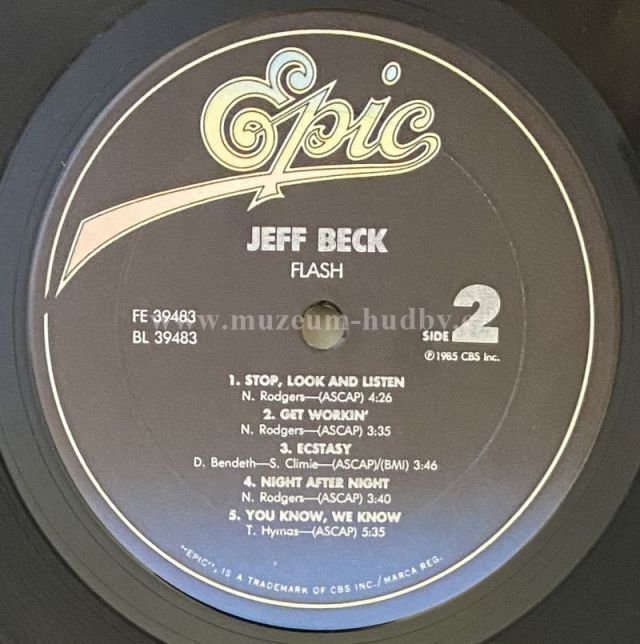 Epic
JEFF BECK
FLASH
FE 39483
BL 39483
www.muzeum-hudby.
SIDE 2
℗1985 CBS Inc.
1. STOP, LOOK AND LISTEN
N. Rodgers—(ASCAP) 4:26
2. GET WORKIN'
N. Rodgers—(ASCAP) 3:35
3. ECSTASY
D. Bendeth—S. Climie—(ASCAP)/(BMI) 3:46
4. NIGHT AFTER NIGHT
N. Rodgers—(ASCAP) 3:40
5. YOU KNOW, WE KNOW
T. Hymas—(ASCAP) 5:35
"EPIC", IS A TRADEMARK OF CBS INC./MARCA REG.